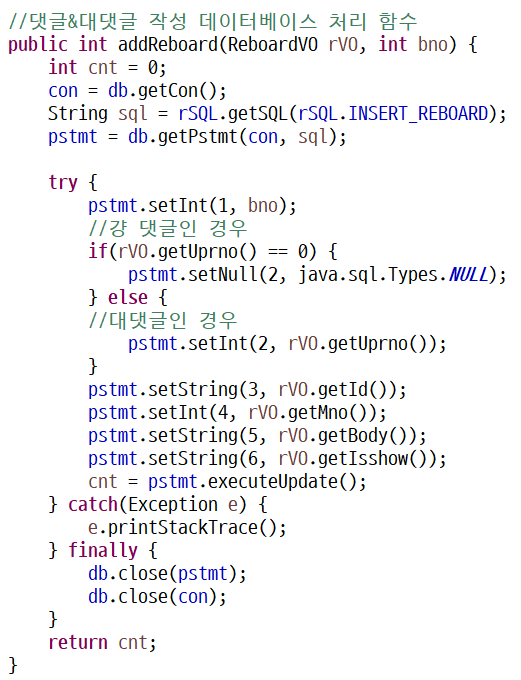 //댓글&대댓글 작성 데이터베이스 처리 함수
public int addReboard(ReboardVO rVO, int bno) {
    int cnt = 0;
    con = db.getCon();
    String sql = rSQL.getSQL(rSQL.INSERT_REBOARD);
    pstmt = db.getPstmt(con, sql);

    try {
        pstmt.setInt(1, bno);
        //걍 댓글인 경우
        if(rVO.getUprno() == 0) {
            pstmt.setNull(2, java.sql.Types.NULL);
        } else {
        //대댓글인 경우
            pstmt.setInt(2, rVO.getUprno());
        }
        pstmt.setString(3, rVO.getId());
        pstmt.setInt(4, rVO.getMno());
        pstmt.setString(5, rVO.getBody());
        pstmt.setString(6, rVO.getIsshow());
        cnt = pstmt.executeUpdate();
    } catch(Exception e) {
        e.printStackTrace();
    } finally {
        db.close(pstmt);
        db.close(con);
    }
    return cnt;
}